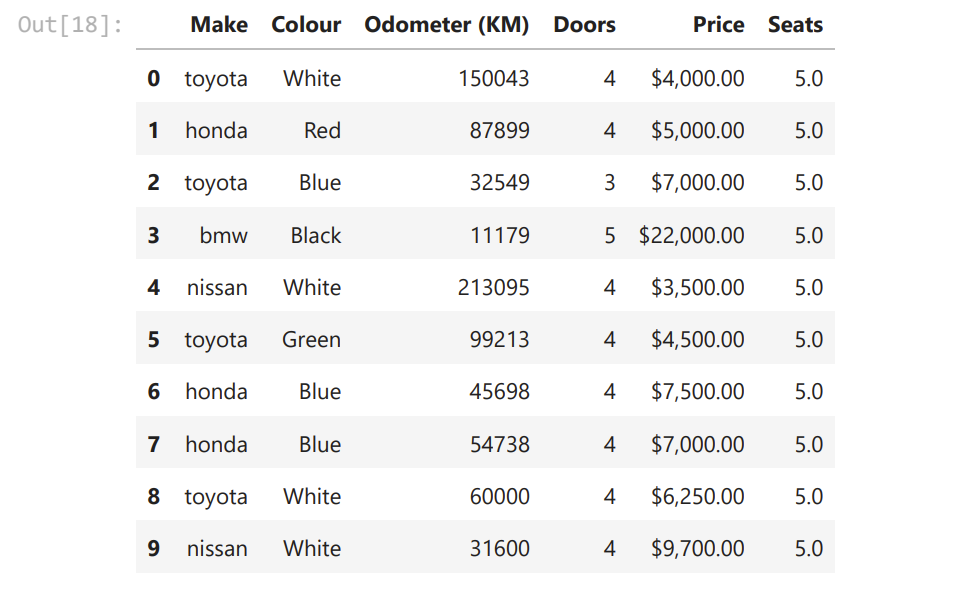 Out[18]: Make Colour Odometer (KM) Doors Price Seats
0 toyota White 150043 4 $4,000.00 5.0
1 honda Red 87899 4 $5,000.00 5.0
2 toyota Blue 32549 3 $7,000.00 5.0
3 bmw Black 11179 5 $22,000.00 5.0
4 nissan White 213095 4 $3,500.00 5.0
5 toyota Green 99213 4 $4,500.00 5.0
6 honda Blue 45698 4 $7,500.00 5.0
7 honda Blue 54738 4 $7,000.00 5.0
8 toyota White 60000 4 $6,250.00 5.0
9 nissan White 31600 4 $9,700.00 5.0